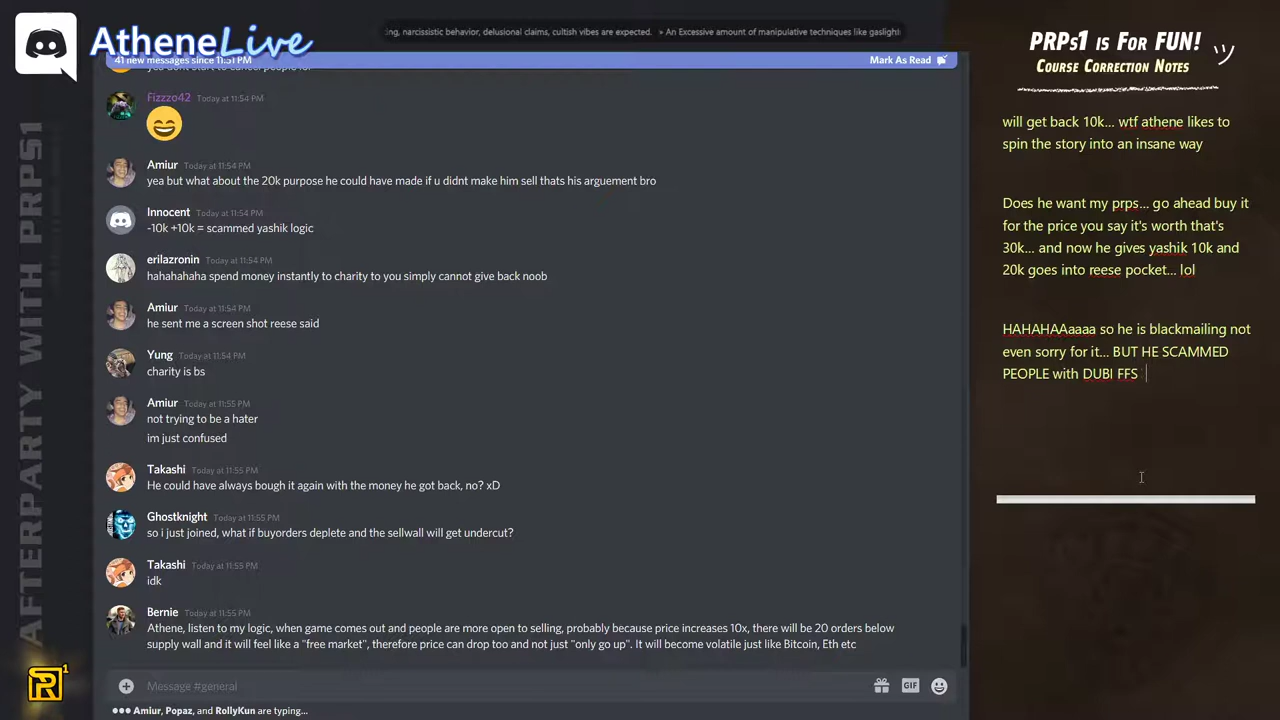 AtheneLive
ing, narcissistic behavior, delusional claims, cultish vibes are expected. » An Excessive amount of manipulative techniques like gaslight
PRPs1 is For FUN!
Course Correction Notes
AFTERPARTY WITH PRPS1
41 new messages since 11:51 PM
Mark As Read
Fizzzo42 Today at 11:54 PM
Amiur Today at 11:54 PM
yea but what about the 20k purpose he could have made if u didnt make him sell thats his arguement bro
Innocent Today at 11:54 PM
-10k +10k = scammed yashik logic
erilazronin Today at 11:54 PM
hahahahaha spend money instantly to charity to you simply cannot give back noob
Amiur Today at 11:54 PM
he sent me a screen shot reese said
Yung Today at 11:54 PM
charity is bs
Amiur Today at 11:55 PM
not trying to be a hater
im just confused
Takashi Today at 11:55 PM
He could have always bough it again with the money he got back, no? xD
Ghostknight Today at 11:55 PM
so i just joined, what if buyorders deplete and the sellwall will get undercut?
Takashi Today at 11:55 PM
idk
Bernie Today at 11:55 PM
Athene, listen to my logic, when game comes out and people are more open to selling, probably because price increases 10x, there will be 20 orders below
supply wall and it will feel like a "free market", therefore price can drop too and not just "only go up". It will become volatile just like Bitcoin, Eth etc
Message #general
GIF
Amiur, Popaz, and RollyKun are typing...
will get back 10k... wtf athene likes to
spin the story into an insane way
Does he want my prps... go ahead buy it
for the price you say it's worth that's
30k... and now he gives yashik 10k and
20k goes into reese pocket... lol
HAHAHAAaaaa so he is blackmailing not
even sorry for it... BUT HE SCAMMED
PEOPLE with DUBI FFS